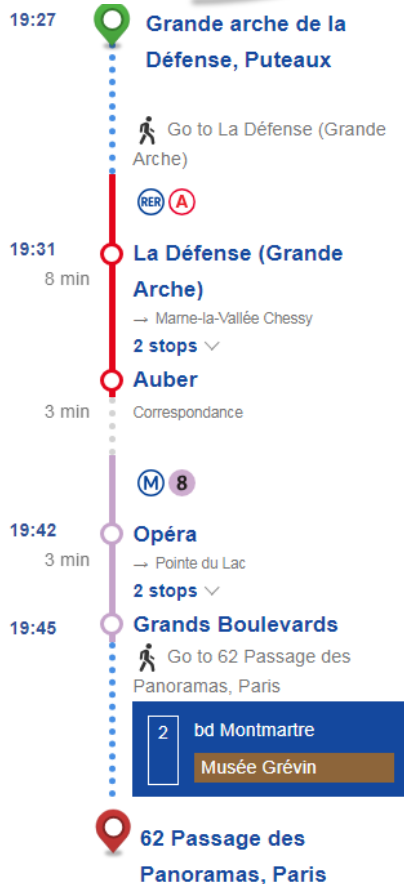 19:27
Grande arche de la
Défense, Puteaux
Go to La Défense (Grande
Arche)
RER A
19:31
La Défense (Grande
8 min
Arche)
→ Marne-la-Vallée Chessy
2 stops
Auber
3 min Correspondance
M 8
19:42 Opéra
3 min → Pointe du Lac
2 stops
19:45 Grands Boulevards
Go to 62 Passage des
Panoramas, Paris
2 bd Montmartre
Musée Grévin
62 Passage des
Panoramas, Paris